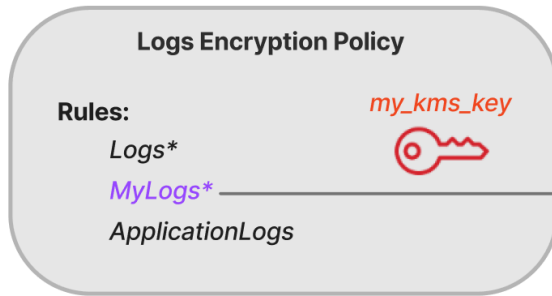 Logs Encryption Policy
my_kms_key
Rules:
Logs*
MyLogs*
ApplicationLogs